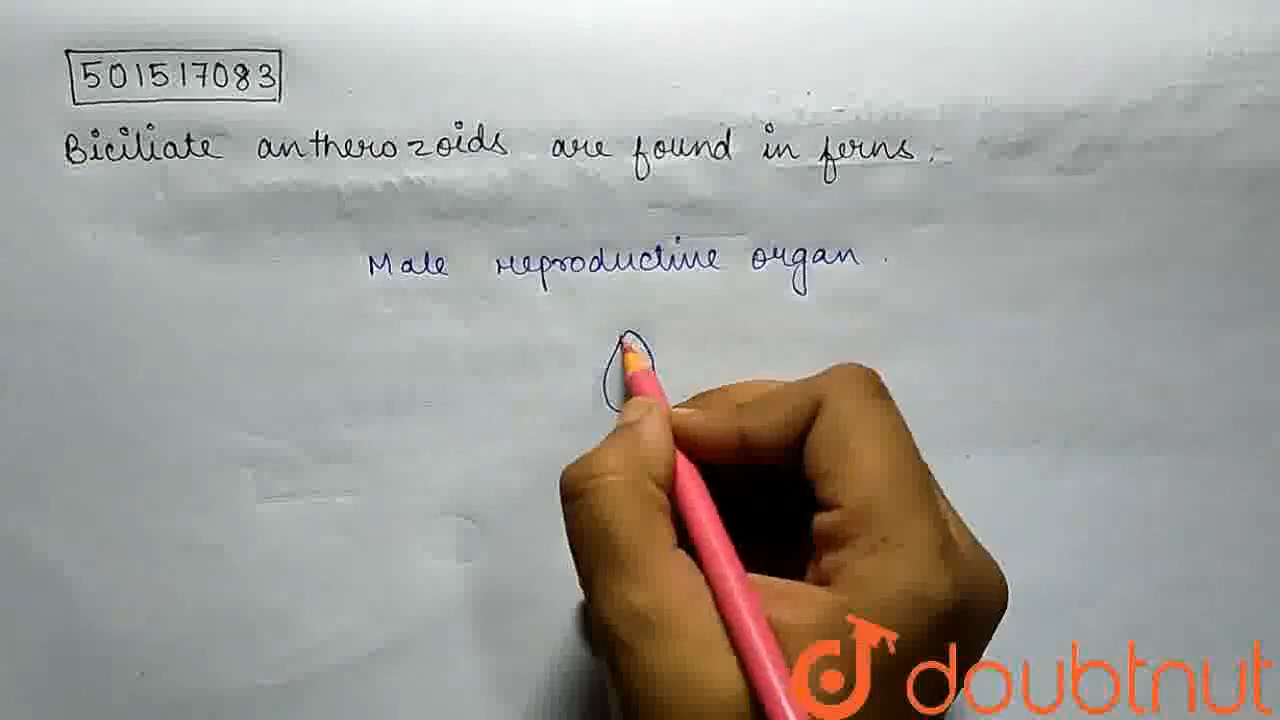 501517083
Biciliate antherozoids are found in ferns.
Male reproductive organ.
doubtnut